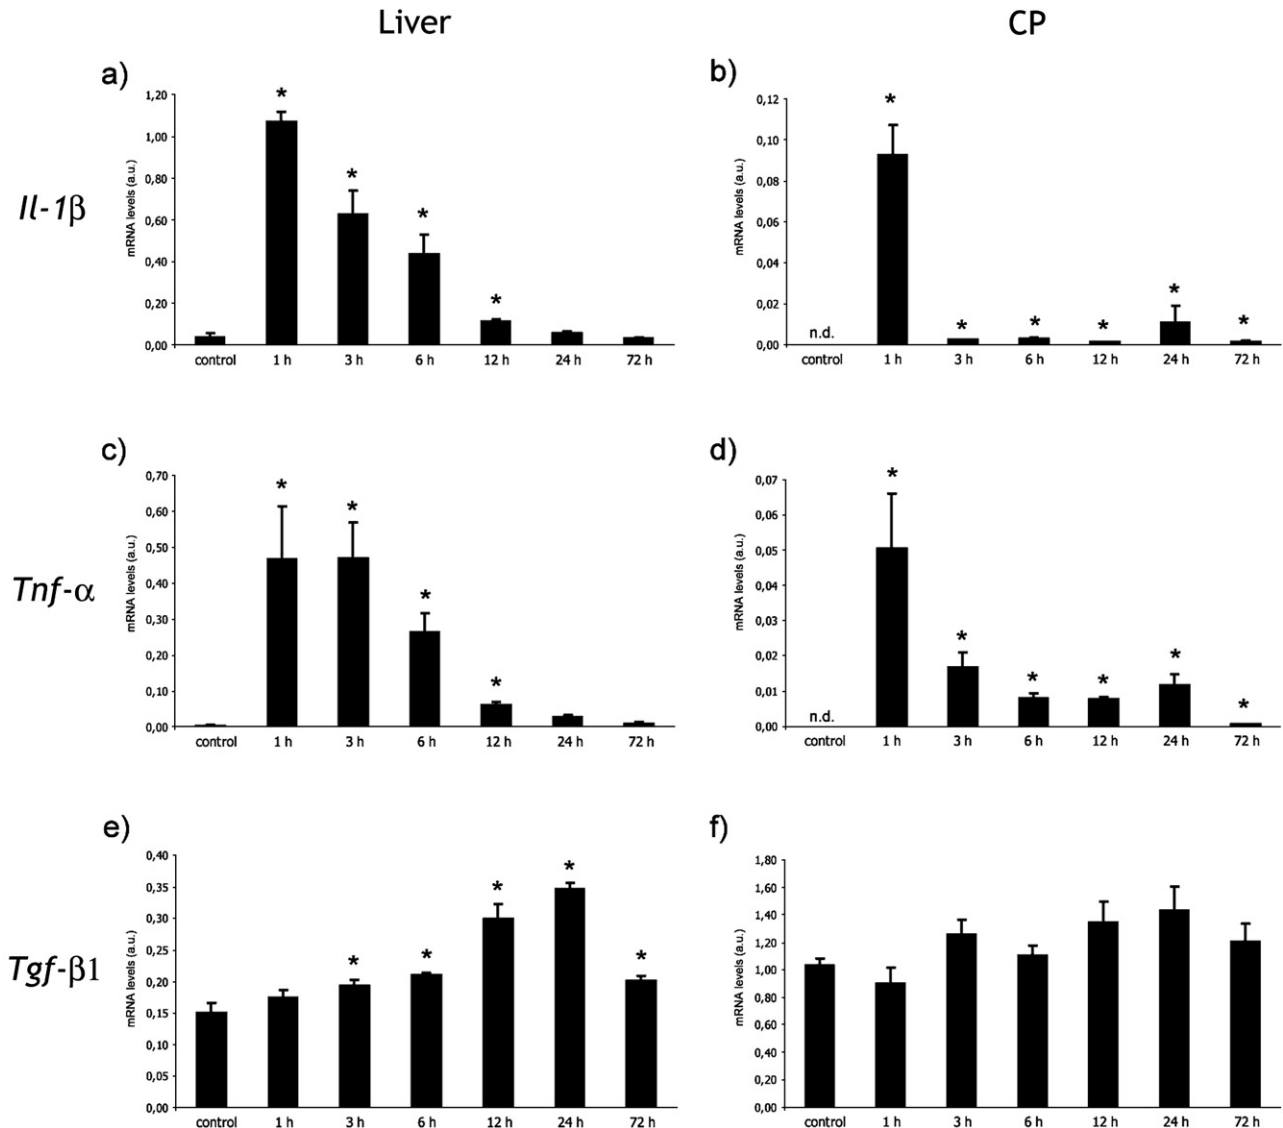 Liver
CP
a)
b)
Il-1β
mRNA levels (a.u.)
1,20
1,00
0,80
0,60
0,40
0,20
0,00
*
*
*
*
control 1 h 3 h 6 h 12 h 24 h 72 h
mRNA levels (a.u.)
0,12
0,10
0,08
0,06
0,04
0,02
0,00
n.d.
*
*
*
*
*
*
control 1 h 3 h 6 h 12 h 24 h 72 h
c)
d)
Tnf-α
mRNA levels (a.u.)
0,70
0,60
0,50
0,40
0,30
0,20
0,10
0,00
*
*
*
*
control 1 h 3 h 6 h 12 h 24 h 72 h
mRNA levels (a.u.)
0,07
0,06
0,05
0,04
0,03
0,02
0,01
0,00
n.d.
*
*
*
*
*
*
control 1 h 3 h 6 h 12 h 24 h 72 h
e)
f)
Tgf-β1
mRNA levels (a.u.)
0,40
0,35
0,30
0,25
0,20
0,15
0,10
0,05
0,00
*
*
*
*
*
control 1 h 3 h 6 h 12 h 24 h 72 h
mRNA levels (a.u.)
1,80
1,60
1,40
1,20
1,00
0,80
0,60
0,40
0,20
0,00
control 1 h 3 h 6 h 12 h 24 h 72 h